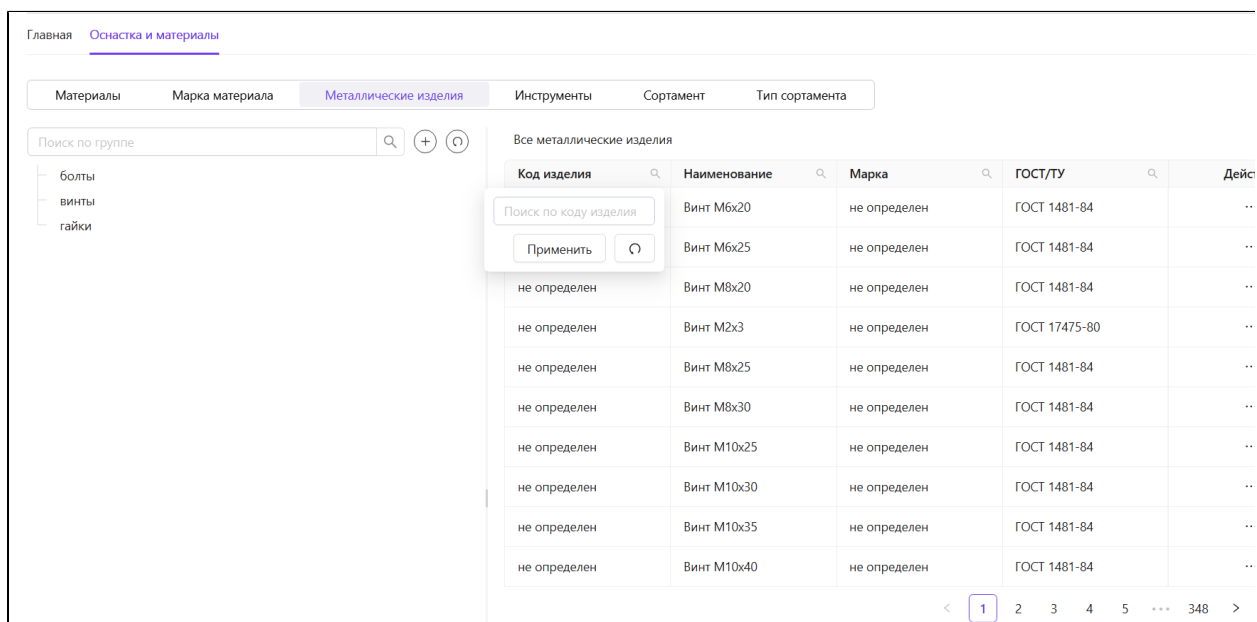 Главная Оснастка и материалы
Материалы Марка материала Металлические изделия Инструменты Сортамент Тип сортамента
Поиск по группе
болты
винты
гайки
Все металлические изделия
Код изделия Наименование Марка ГОСТ/ТУ Дейст
Поиск по коду изделия
Применить
Винт М6х20 не определен ГОСТ 1481-84 ...
Винт М6х25 не определен ГОСТ 1481-84 ...
не определен Винт М8х20 не определен ГОСТ 1481-84 ...
не определен Винт М2х3 не определен ГОСТ 17475-80 ...
не определен Винт М8х25 не определен ГОСТ 1481-84 ...
не определен Винт М8х30 не определен ГОСТ 1481-84 ...
не определен Винт М10х25 не определен ГОСТ 1481-84 ...
не определен Винт М10х30 не определен ГОСТ 1481-84 ...
не определен Винт М10х35 не определен ГОСТ 1481-84 ...
не определен Винт М10х40 не определен ГОСТ 1481-84 ...
< 1 2 3 4 5 ••• 348 >